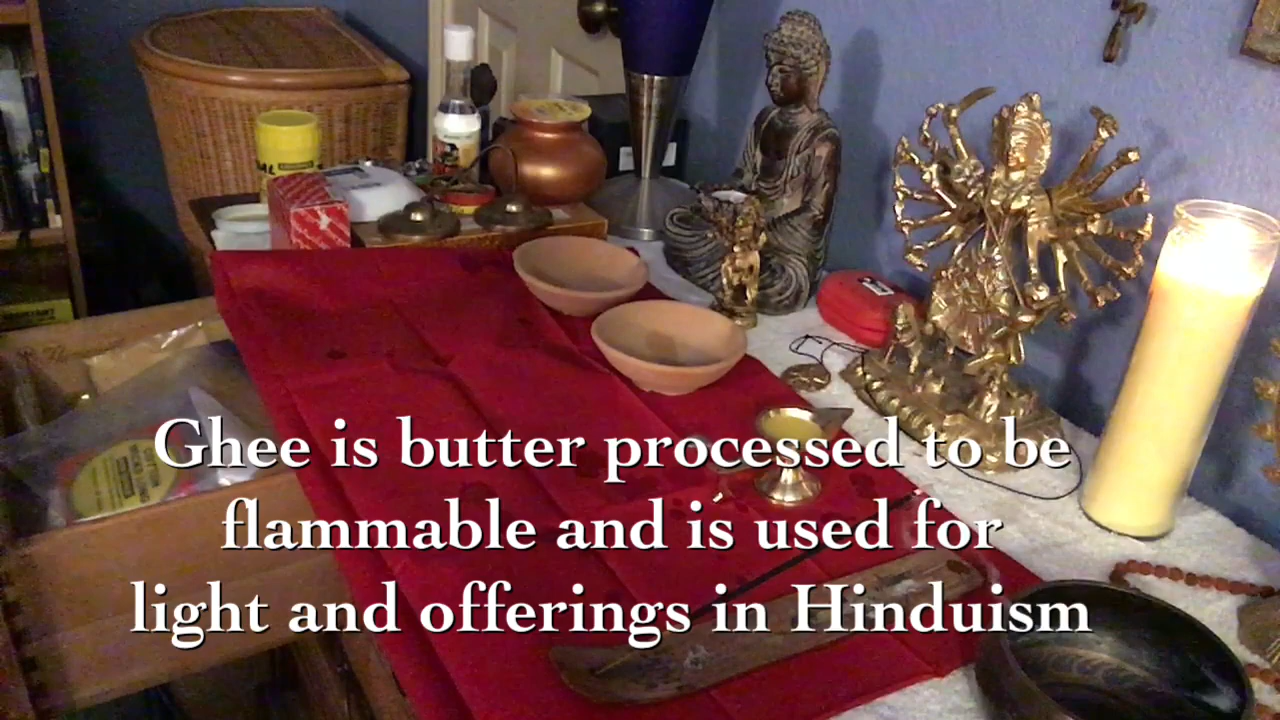 Ghee is butter processed to be
flammable and is used for
light and offerings in Hinduism